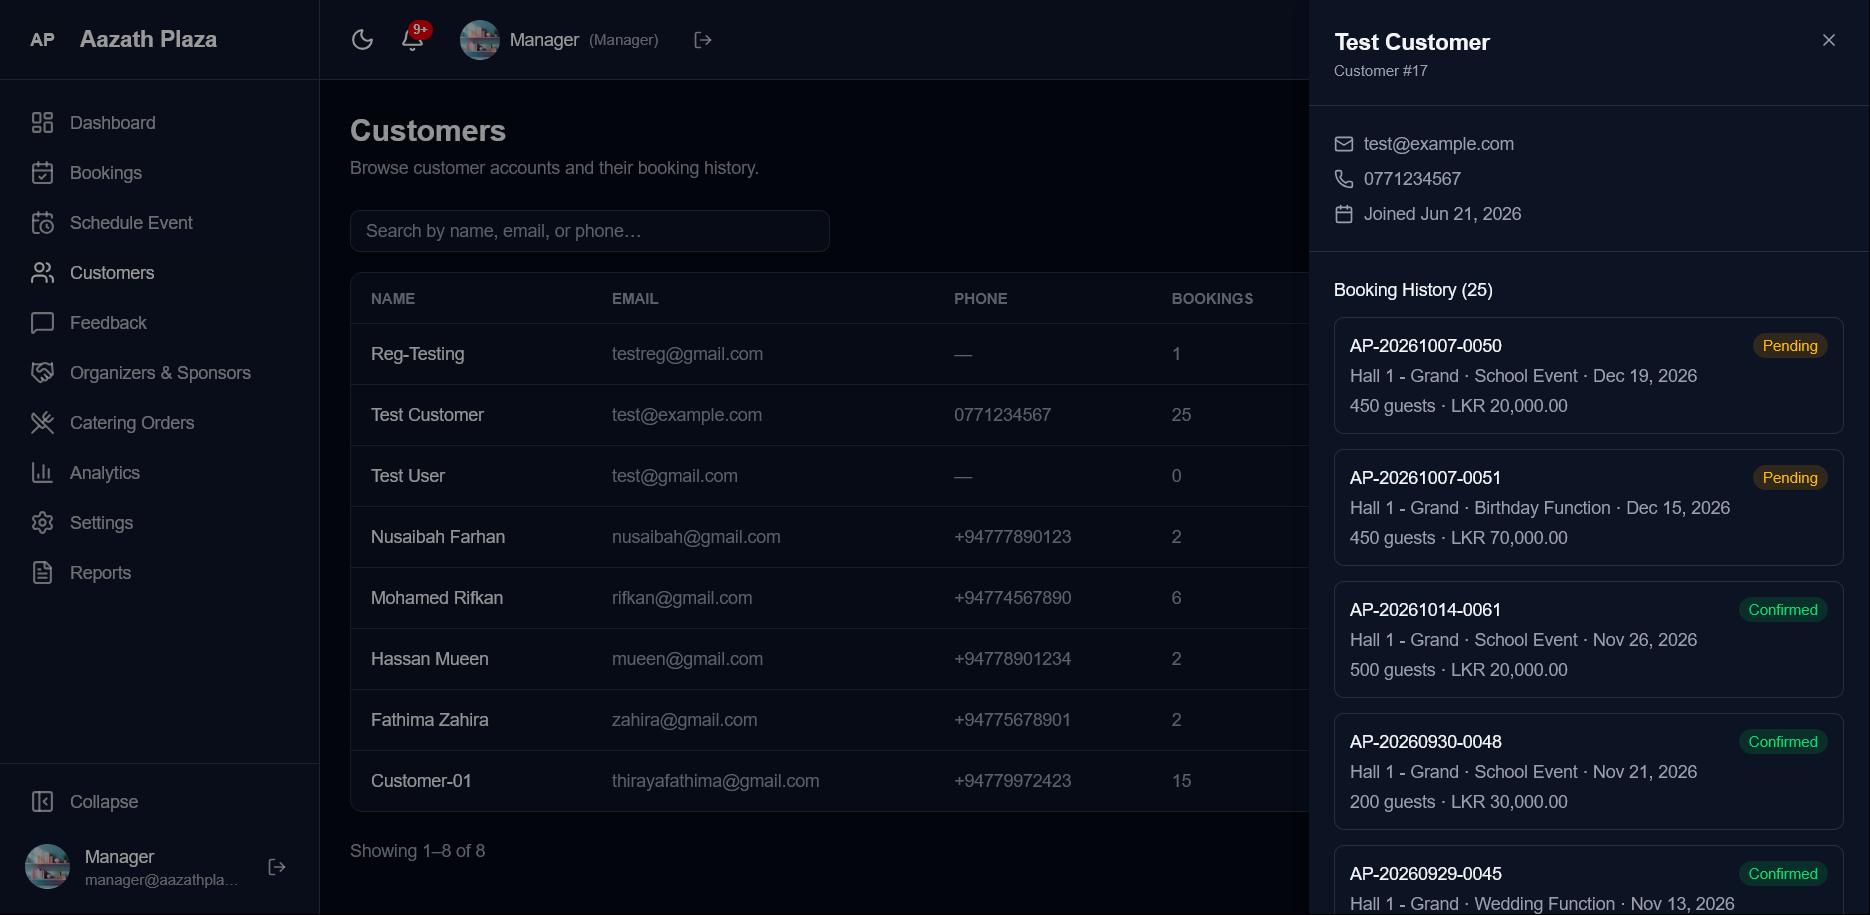 AP Aazath Plaza
Dashboard
Bookings
Schedule Event
Customers
Feedback
Organizers & Sponsors
Catering Orders
Analytics
Settings
Reports
Collapse
Manager
manager@aazathpla...
9+
Manager (Manager)
Customers
Browse customer accounts and their booking history.
Search by name, email, or phone…
NAME EMAIL PHONE BOOKINGS
Reg-Testing testreg@gmail.com — 1
Test Customer test@example.com 0771234567 25
Test User test@gmail.com — 0
Nusaibah Farhan nusaibah@gmail.com +94777890123 2
Mohamed Rifkan rifkan@gmail.com +94774567890 6
Hassan Mueen mueen@gmail.com +94778901234 2
Fathima Zahira zahira@gmail.com +94775678901 2
Customer-01 thirayafathima@gmail.com +94779972423 15
Showing 1–8 of 8
Test Customer
Customer #17
test@example.com
0771234567
Joined Jun 21, 2026
Booking History (25)
AP-20261007-0050 Pending
Hall 1 - Grand · School Event · Dec 19, 2026
450 guests · LKR 20,000.00
AP-20261007-0051 Pending
Hall 1 - Grand · Birthday Function · Dec 15, 2026
450 guests · LKR 70,000.00
AP-20261014-0061 Confirmed
Hall 1 - Grand · School Event · Nov 26, 2026
500 guests · LKR 20,000.00
AP-20260930-0048 Confirmed
Hall 1 - Grand · School Event · Nov 21, 2026
200 guests · LKR 30,000.00
AP-20260929-0045 Confirmed
Hall 1 - Grand · Wedding Function · Nov 13, 2026